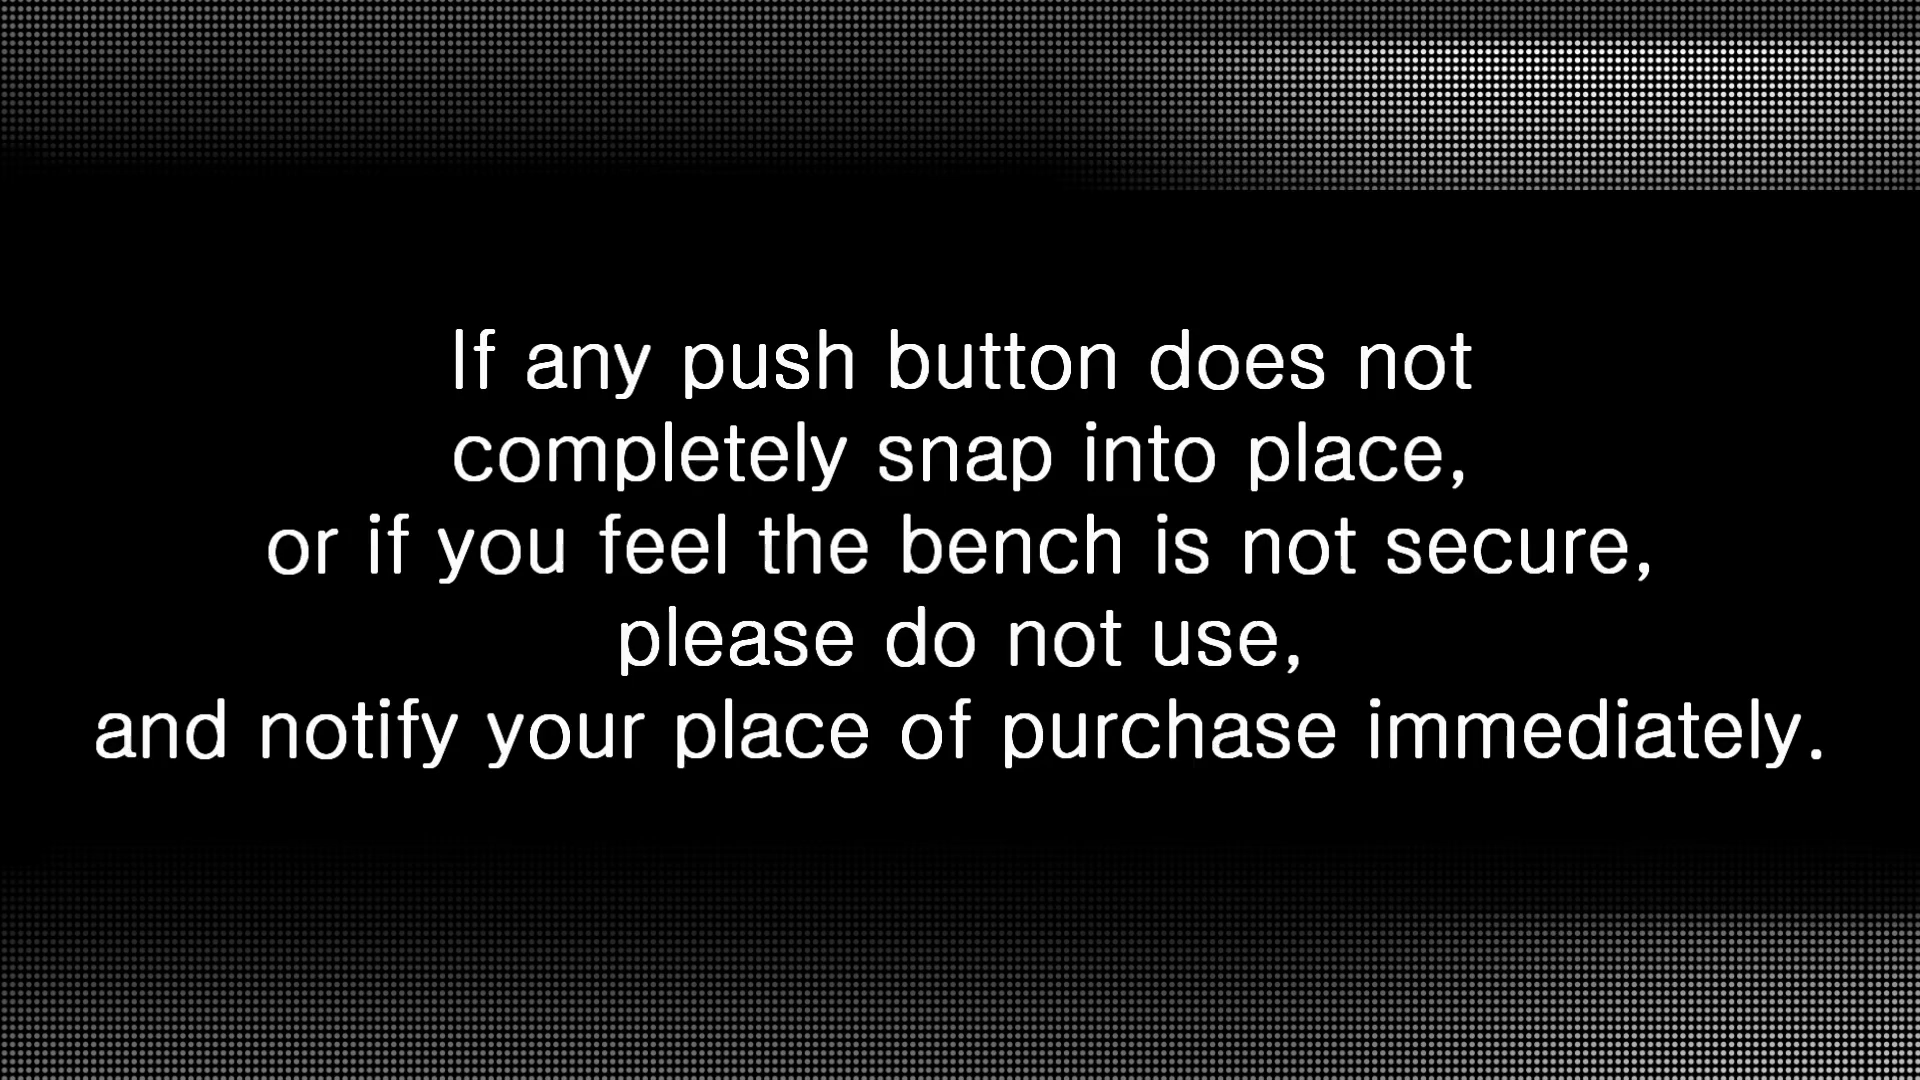 If any push button does not
completely snap into place,
or if you feel the bench is not secure,
please do not use,
and notify your place of purchase immediately.